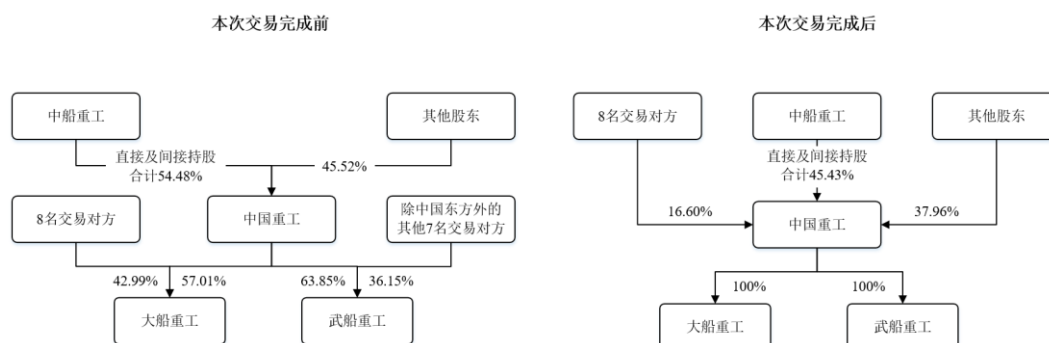 本次交易完成前
中船重工
其他股东
直接及间接持股
合计54.48%
45.52%
8名交易对方
中国重工
除中国东方外的
其他7名交易对方
42.99%
57.01%
63.85%
36.15%
大船重工
武船重工
本次交易完成后
8名交易对方
中船重工
其他股东
直接及间接持股
合计45.43%
16.60%
37.96%
中国重工
100%
100%
大船重工
武船重工